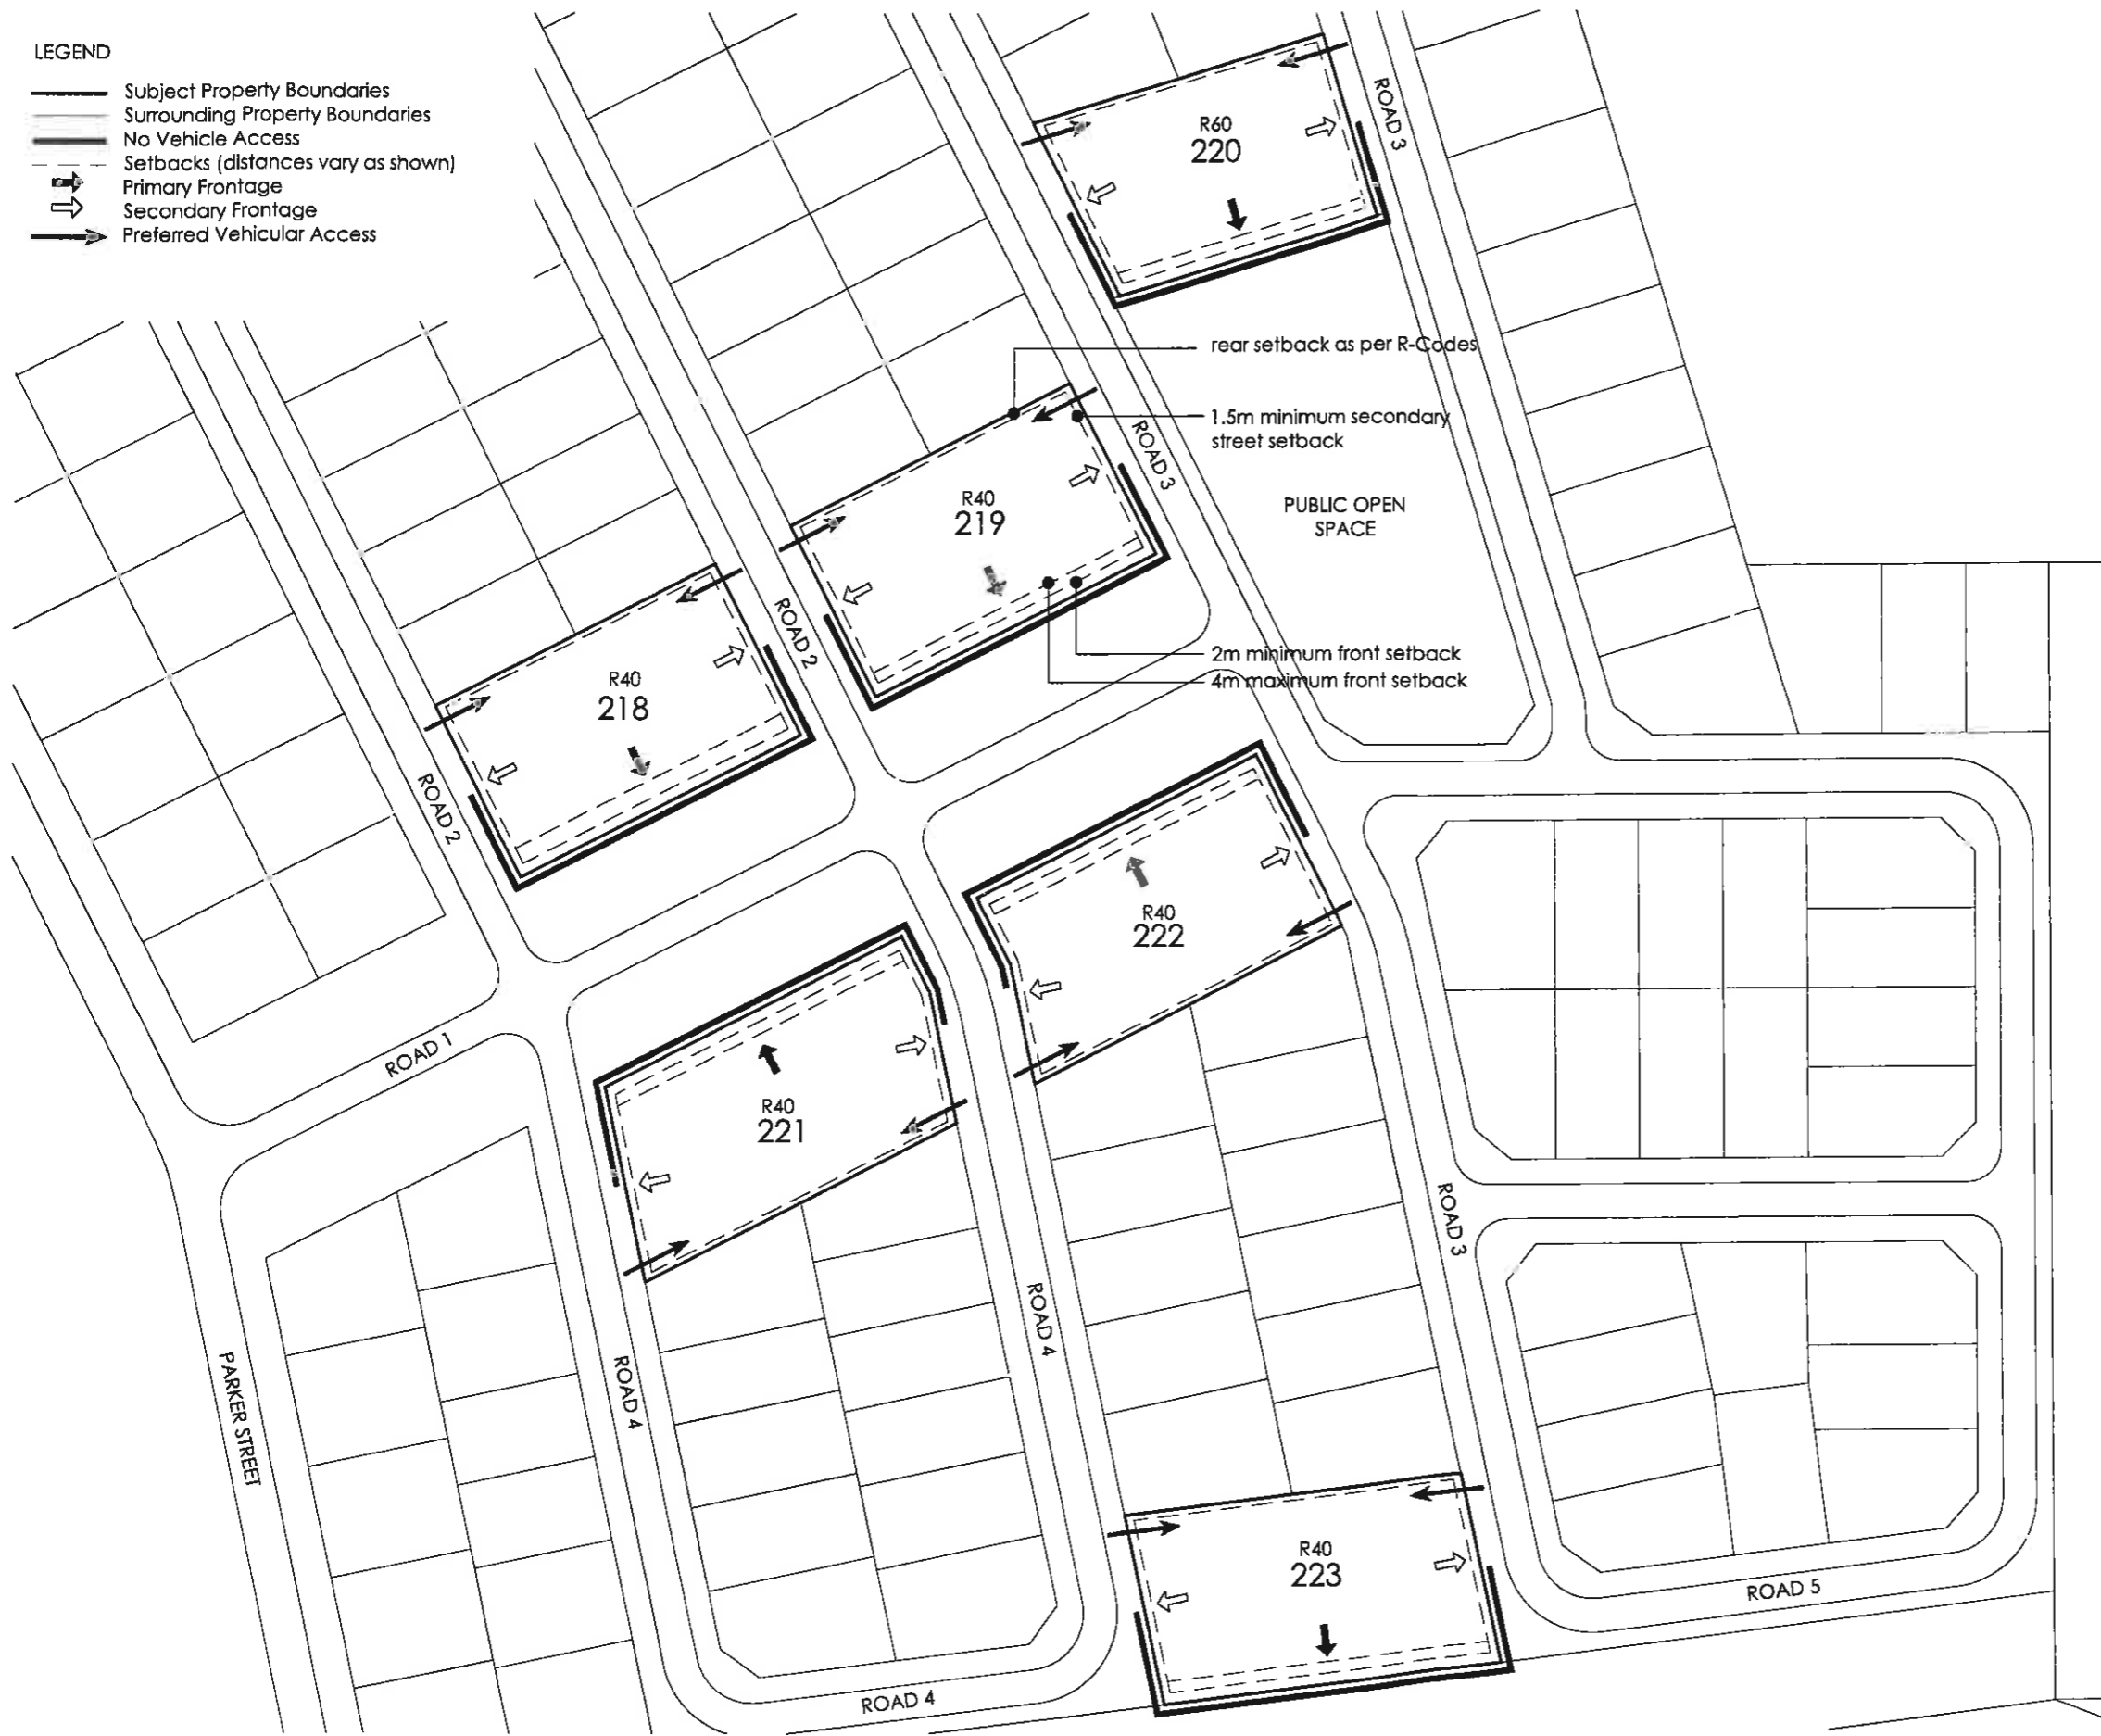 LEGEND
Subject Property Boundaries
Surrounding Property Boundaries
No Vehicle Access
Setbacks (distances vary as shown)
Primary Frontage
Secondary Frontage
Preferred Vehicular Access
ROAD 3
R60
220
rear setback as per R-Codes
1.5m minimum secondary
street setback
ROAD 3
R40
219
PUBLIC OPEN
SPACE
ROAD 2
2m minimum front setback
4m maximum front setback
R40
218
ROAD 2
R40
222
ROAD 1
R40
221
ROAD 3
ROAD 4
ROAD 4
PARKER STREET
R40
223
ROAD 5
ROAD 4